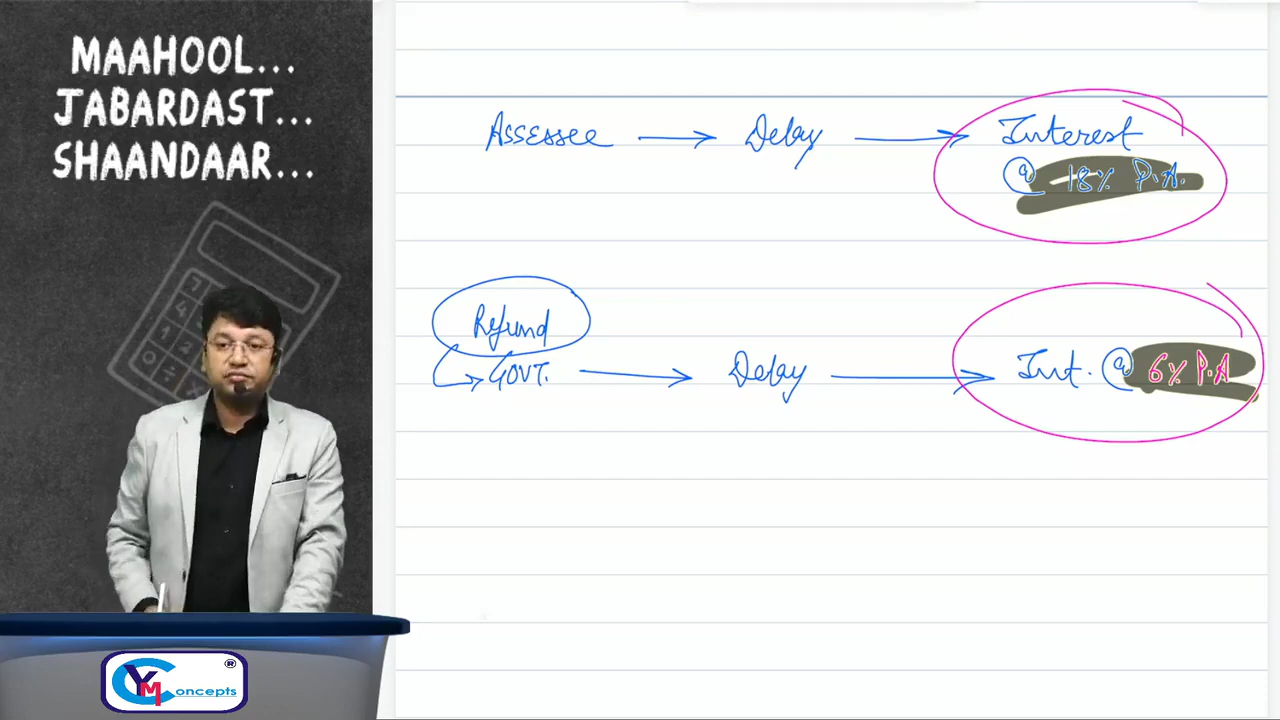 MAAHOOL...
JABARDAST...
SHAANDAAR...
Assessee → Delay → Interest
@ 18% P.A.
Refund
GOVT. → Delay → Int. @ 6% P.A
YM Concepts ®